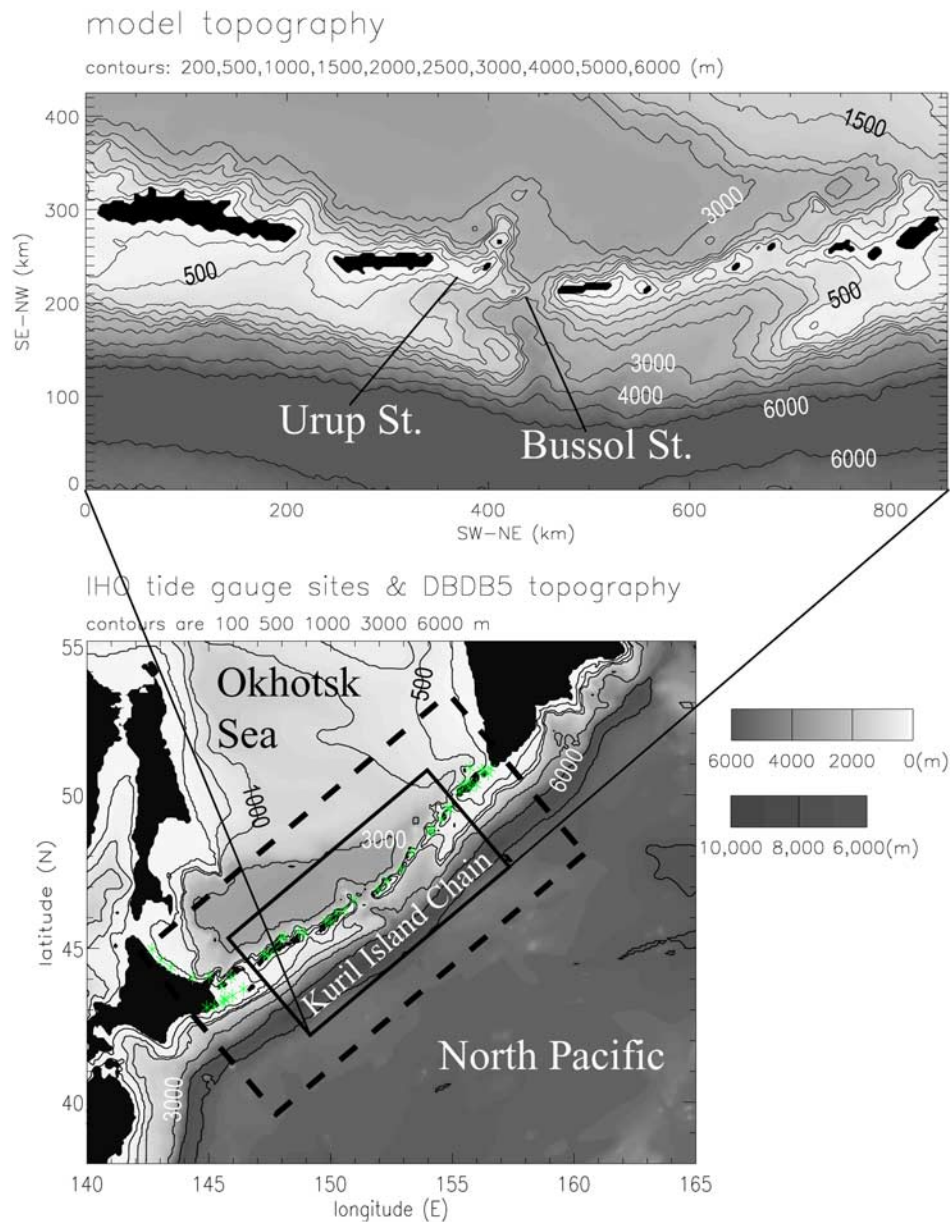 model topography
contours: 200,500,1000,1500,2000,2500,3000,4000,5000,6000 (m)
400
300
200
100
0
SE-NW (km)
1500
3000
500
500
3000
4000
6000
6000
Urup St.
Bussol St.
0 200 400 600 800
SW-NE (km)
IHO tide gauge sites & DBDB5 topography
contours are 100 500 1000 3000 6000 m
55
50
45
40
latitude (N)
Okhotsk
Sea
500
1000
3000
6000
Kuril Island Chain
North Pacific
3000
140 145 150 155 160 165
longitude (E)
6000 4000 2000 0(m)
10,000 8,000 6,000(m)